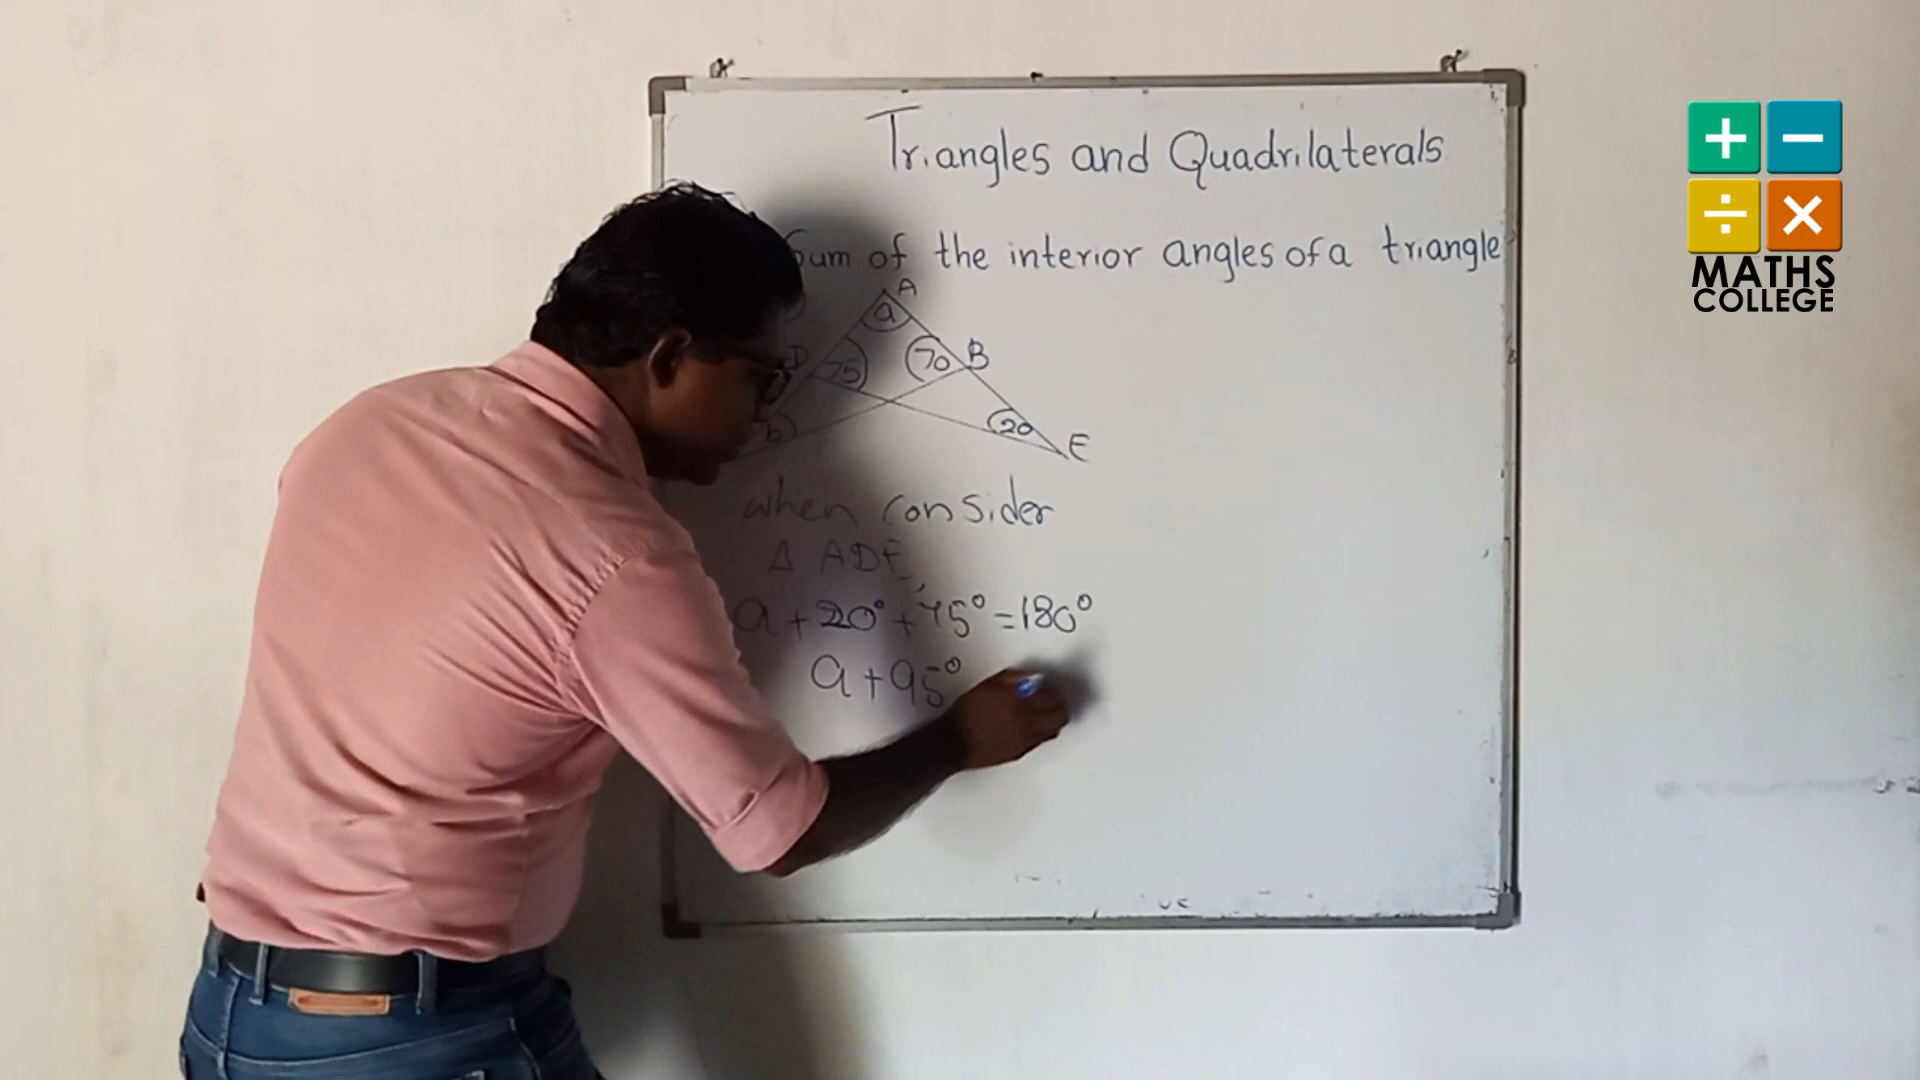 Triangles and Quadrilaterals
Sum of the interior angles of a triangle
A
a
D 75 70 B
b 20 E
when consider
Δ ADE,
a + 20° + 75° = 180°
a + 95°
+ −
÷ ×
MATHS
COLLEGE